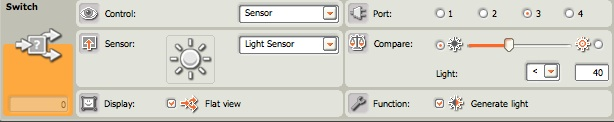 Switch
Control:
Sensor
Port:
1
2
3
4
Sensor:
Light Sensor
Compare:
Light:
<
40
?
0
Display:
Flat view
Function:
Generate light